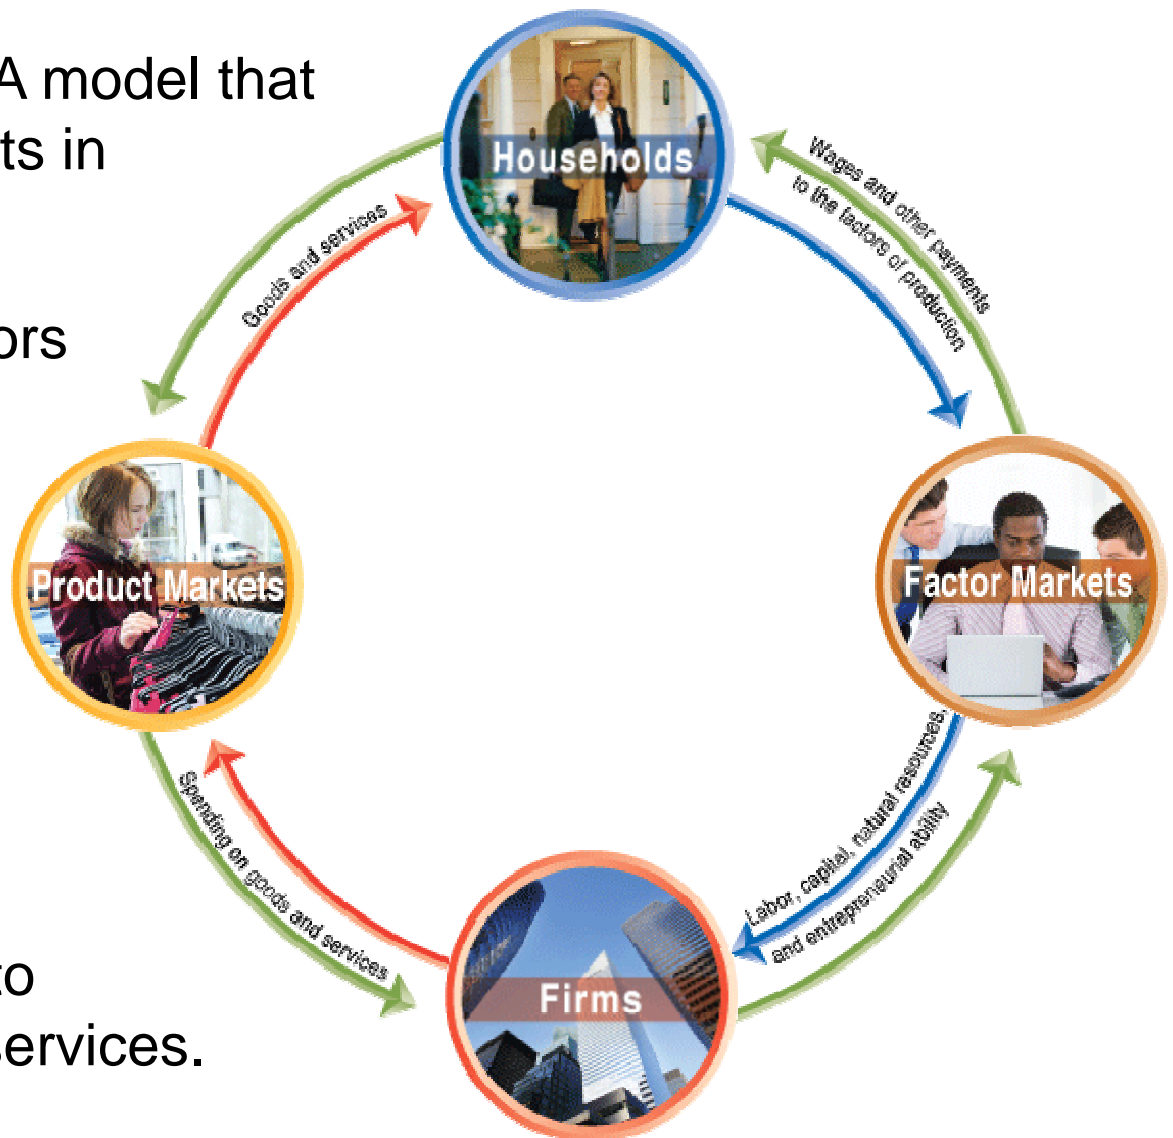 A model that
ts in
Households
Wages and other payments
to the factors of production
Goods and services
ors
Product Markets
Factor Markets
Spending on goods and services
Labor, capital, natural resources,
and entrepreneurial ability
Firms
to
services.